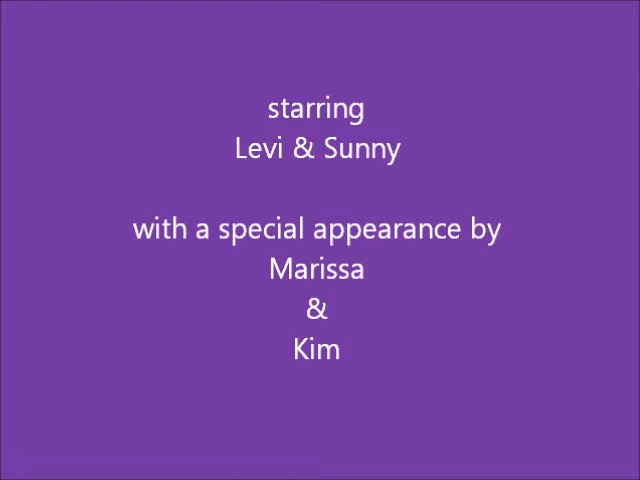 starring
Levi & Sunny
with a special appearance by
Marissa
&
Kim